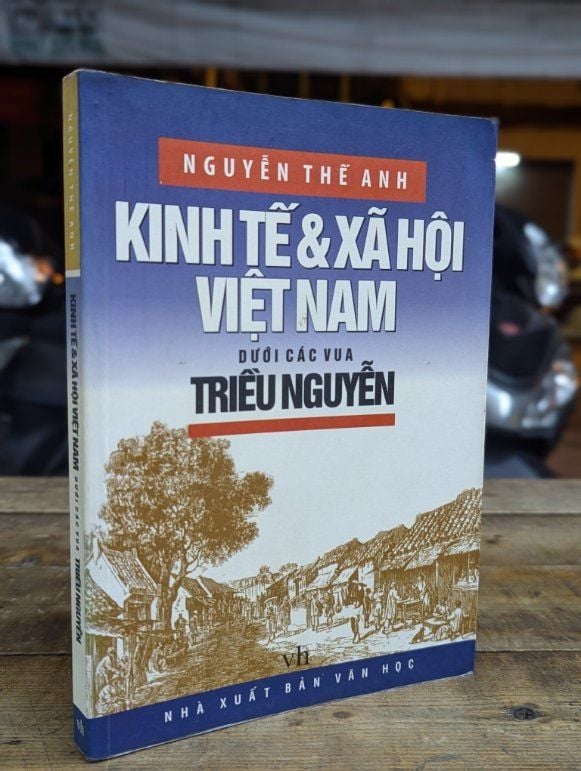 NGUYỄN THẾ ANH
KINH TẾ & XÃ HỘI
VIỆT NAM
DƯỚI CÁC VUA
TRIỀU NGUYỄN
vh
NHÀ XUẤT BẢN VĂN HỌC
NGUYỄN THẾ ANH
KINH TẾ & XÃ HỘI VIỆT NAM DƯỚI CÁC VUA TRIỀU NGUYỄN
vh